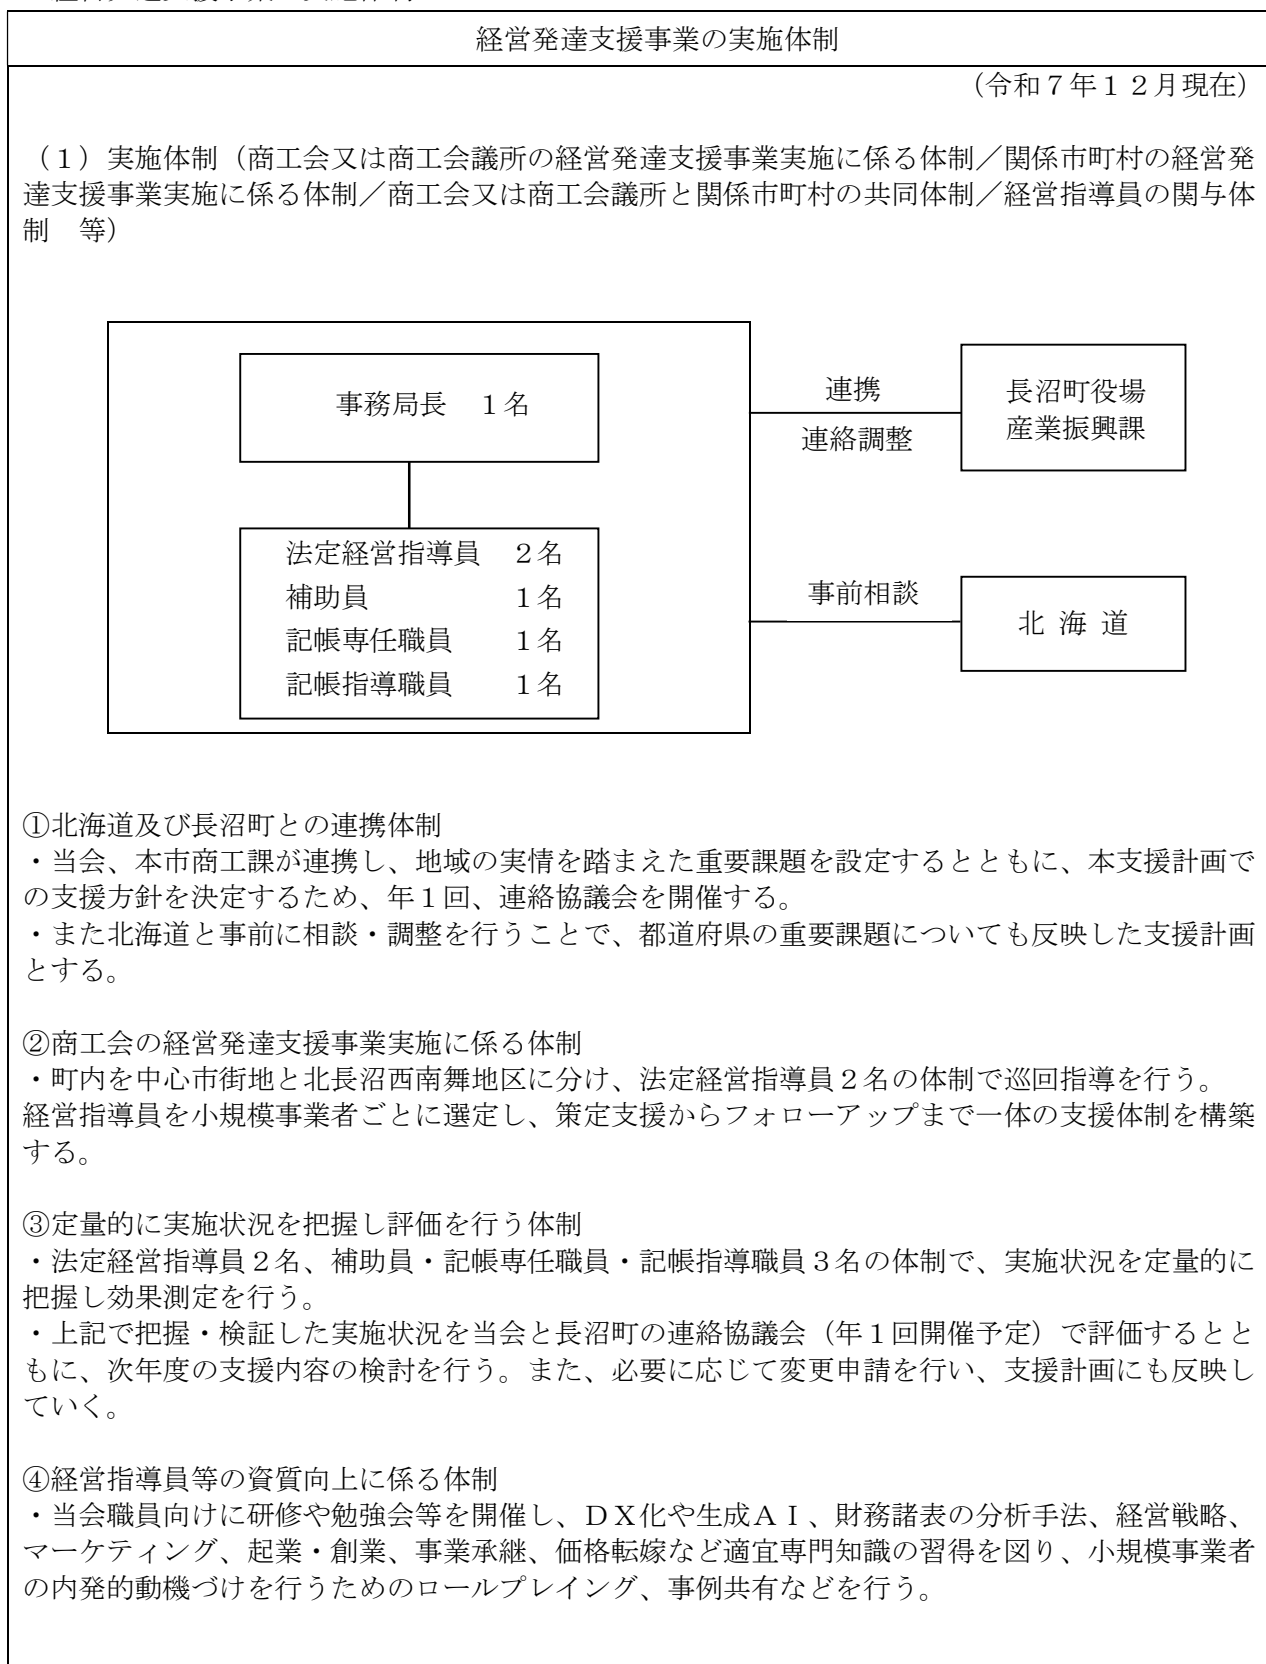 経営発達支援事業の実施体制
（令和７年１２月現在）
（１）実施体制（商工会又は商工会議所の経営発達支援事業実施に係る体制／関係市町村の経営発
達支援事業実施に係る体制／商工会又は商工会議所と関係市町村の共同体制／経営指導員の関与体
制　等）
事務局長　１名
連携
連絡調整
長沼町役場
産業振興課
法定経営指導員　２名
補助員　１名
記帳専任職員　１名
記帳指導職員　１名
事前相談
北 海 道
①北海道及び長沼町との連携体制
・当会、本市商工課が連携し、地域の実情を踏まえた重要課題を設定するとともに、本支援計画で
の支援方針を決定するため、年１回、連絡協議会を開催する。
・また北海道と事前に相談・調整を行うことで、都道府県の重要課題についても反映した支援計画
とする。
②商工会の経営発達支援事業実施に係る体制
・町内を中心市街地と北長沼西南舞地区に分け、法定経営指導員２名の体制で巡回指導を行う。
経営指導員を小規模事業者ごとに選定し、策定支援からフォローアップまで一体の支援体制を構築
する。
③定量的に実施状況を把握し評価を行う体制
・法定経営指導員２名、補助員・記帳専任職員・記帳指導職員３名の体制で、実施状況を定量的に
把握し効果測定を行う。
・上記で把握・検証した実施状況を当会と長沼町の連絡協議会（年１回開催予定）で評価するとと
もに、次年度の支援内容の検討を行う。また、必要に応じて変更申請を行い、支援計画にも反映し
ていく。
④経営指導員等の資質向上に係る体制
・当会職員向けに研修や勉強会等を開催し、ＤＸ化や生成ＡＩ、財務諸表の分析手法、経営戦略、
マーケティング、起業・創業、事業承継、価格転嫁など適宜専門知識の習得を図り、小規模事業者
の内発的動機づけを行うためのロールプレイング、事例共有などを行う。